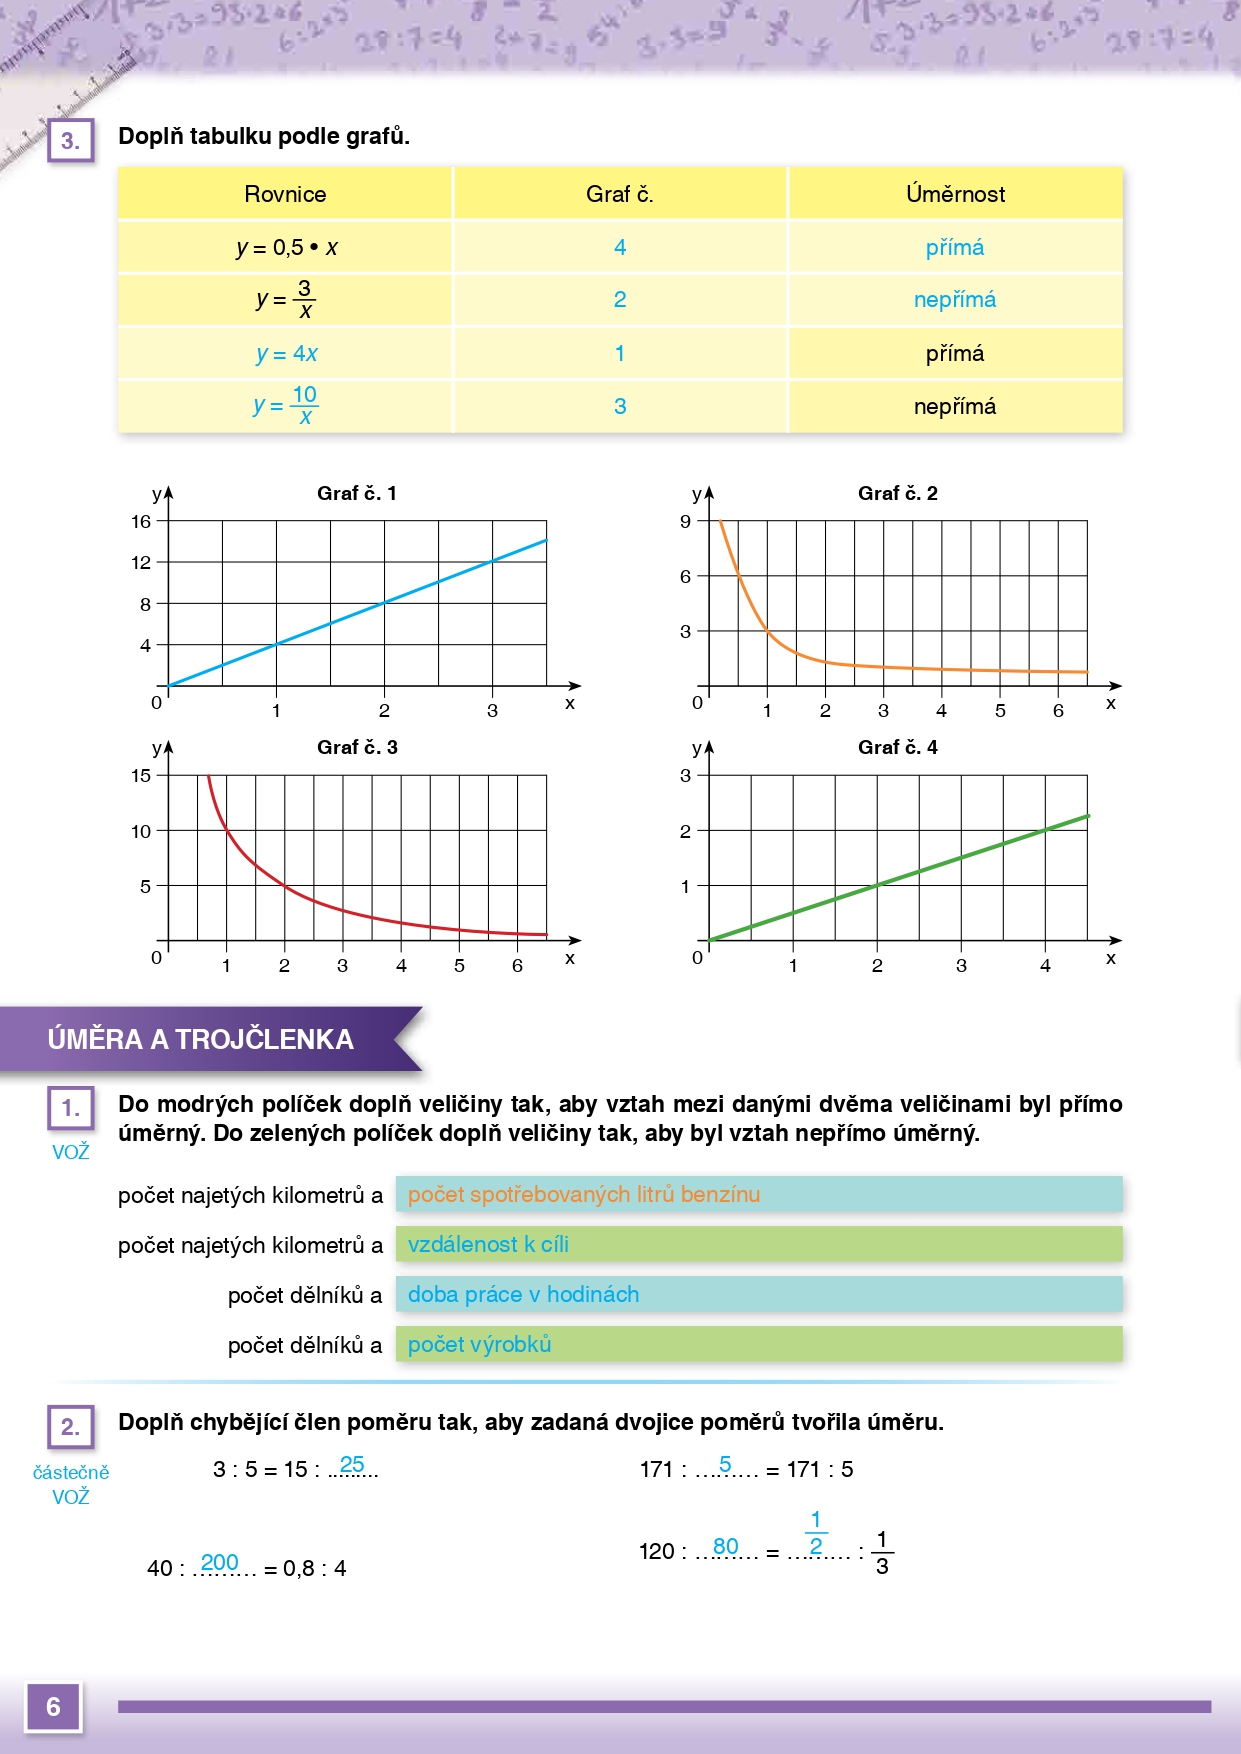 3. Doplň tabulku podle grafů.
Rovnice Graf č. Úměrnost
y = 0,5 • x 4 přímá
y = 3/x 2 nepřímá
y = 4x 1 přímá
y = 10/x 3 nepřímá
y Graf č. 1
16
12
8
4
0 1 2 3 x
y Graf č. 2
9
6
3
0 1 2 3 4 5 6 x
y Graf č. 3
15
10
5
0 1 2 3 4 5 6 x
y Graf č. 4
3
2
1
0 1 2 3 4 x
ÚMĚRA A TROJČLENKA
1. Do modrých políček doplň veličiny tak, aby vztah mezi danými dvěma veličinami byl přímo
úměrný. Do zelených políček doplň veličiny tak, aby byl vztah nepřímo úměrný.
VOŽ
počet najetých kilometrů a počet spotřebovaných litrů benzínu
počet najetých kilometrů a vzdálenost k cíli
počet dělníků a doba práce v hodinách
počet dělníků a počet výrobků
2. Doplň chybějící člen poměru tak, aby zadaná dvojice poměrů tvořila úměru.
částečně
VOŽ
3 : 5 = 15 : 25
171 : 5 = 171 : 5
40 : 200 = 0,8 : 4
120 : 80 = 1/2 : 1/3
6